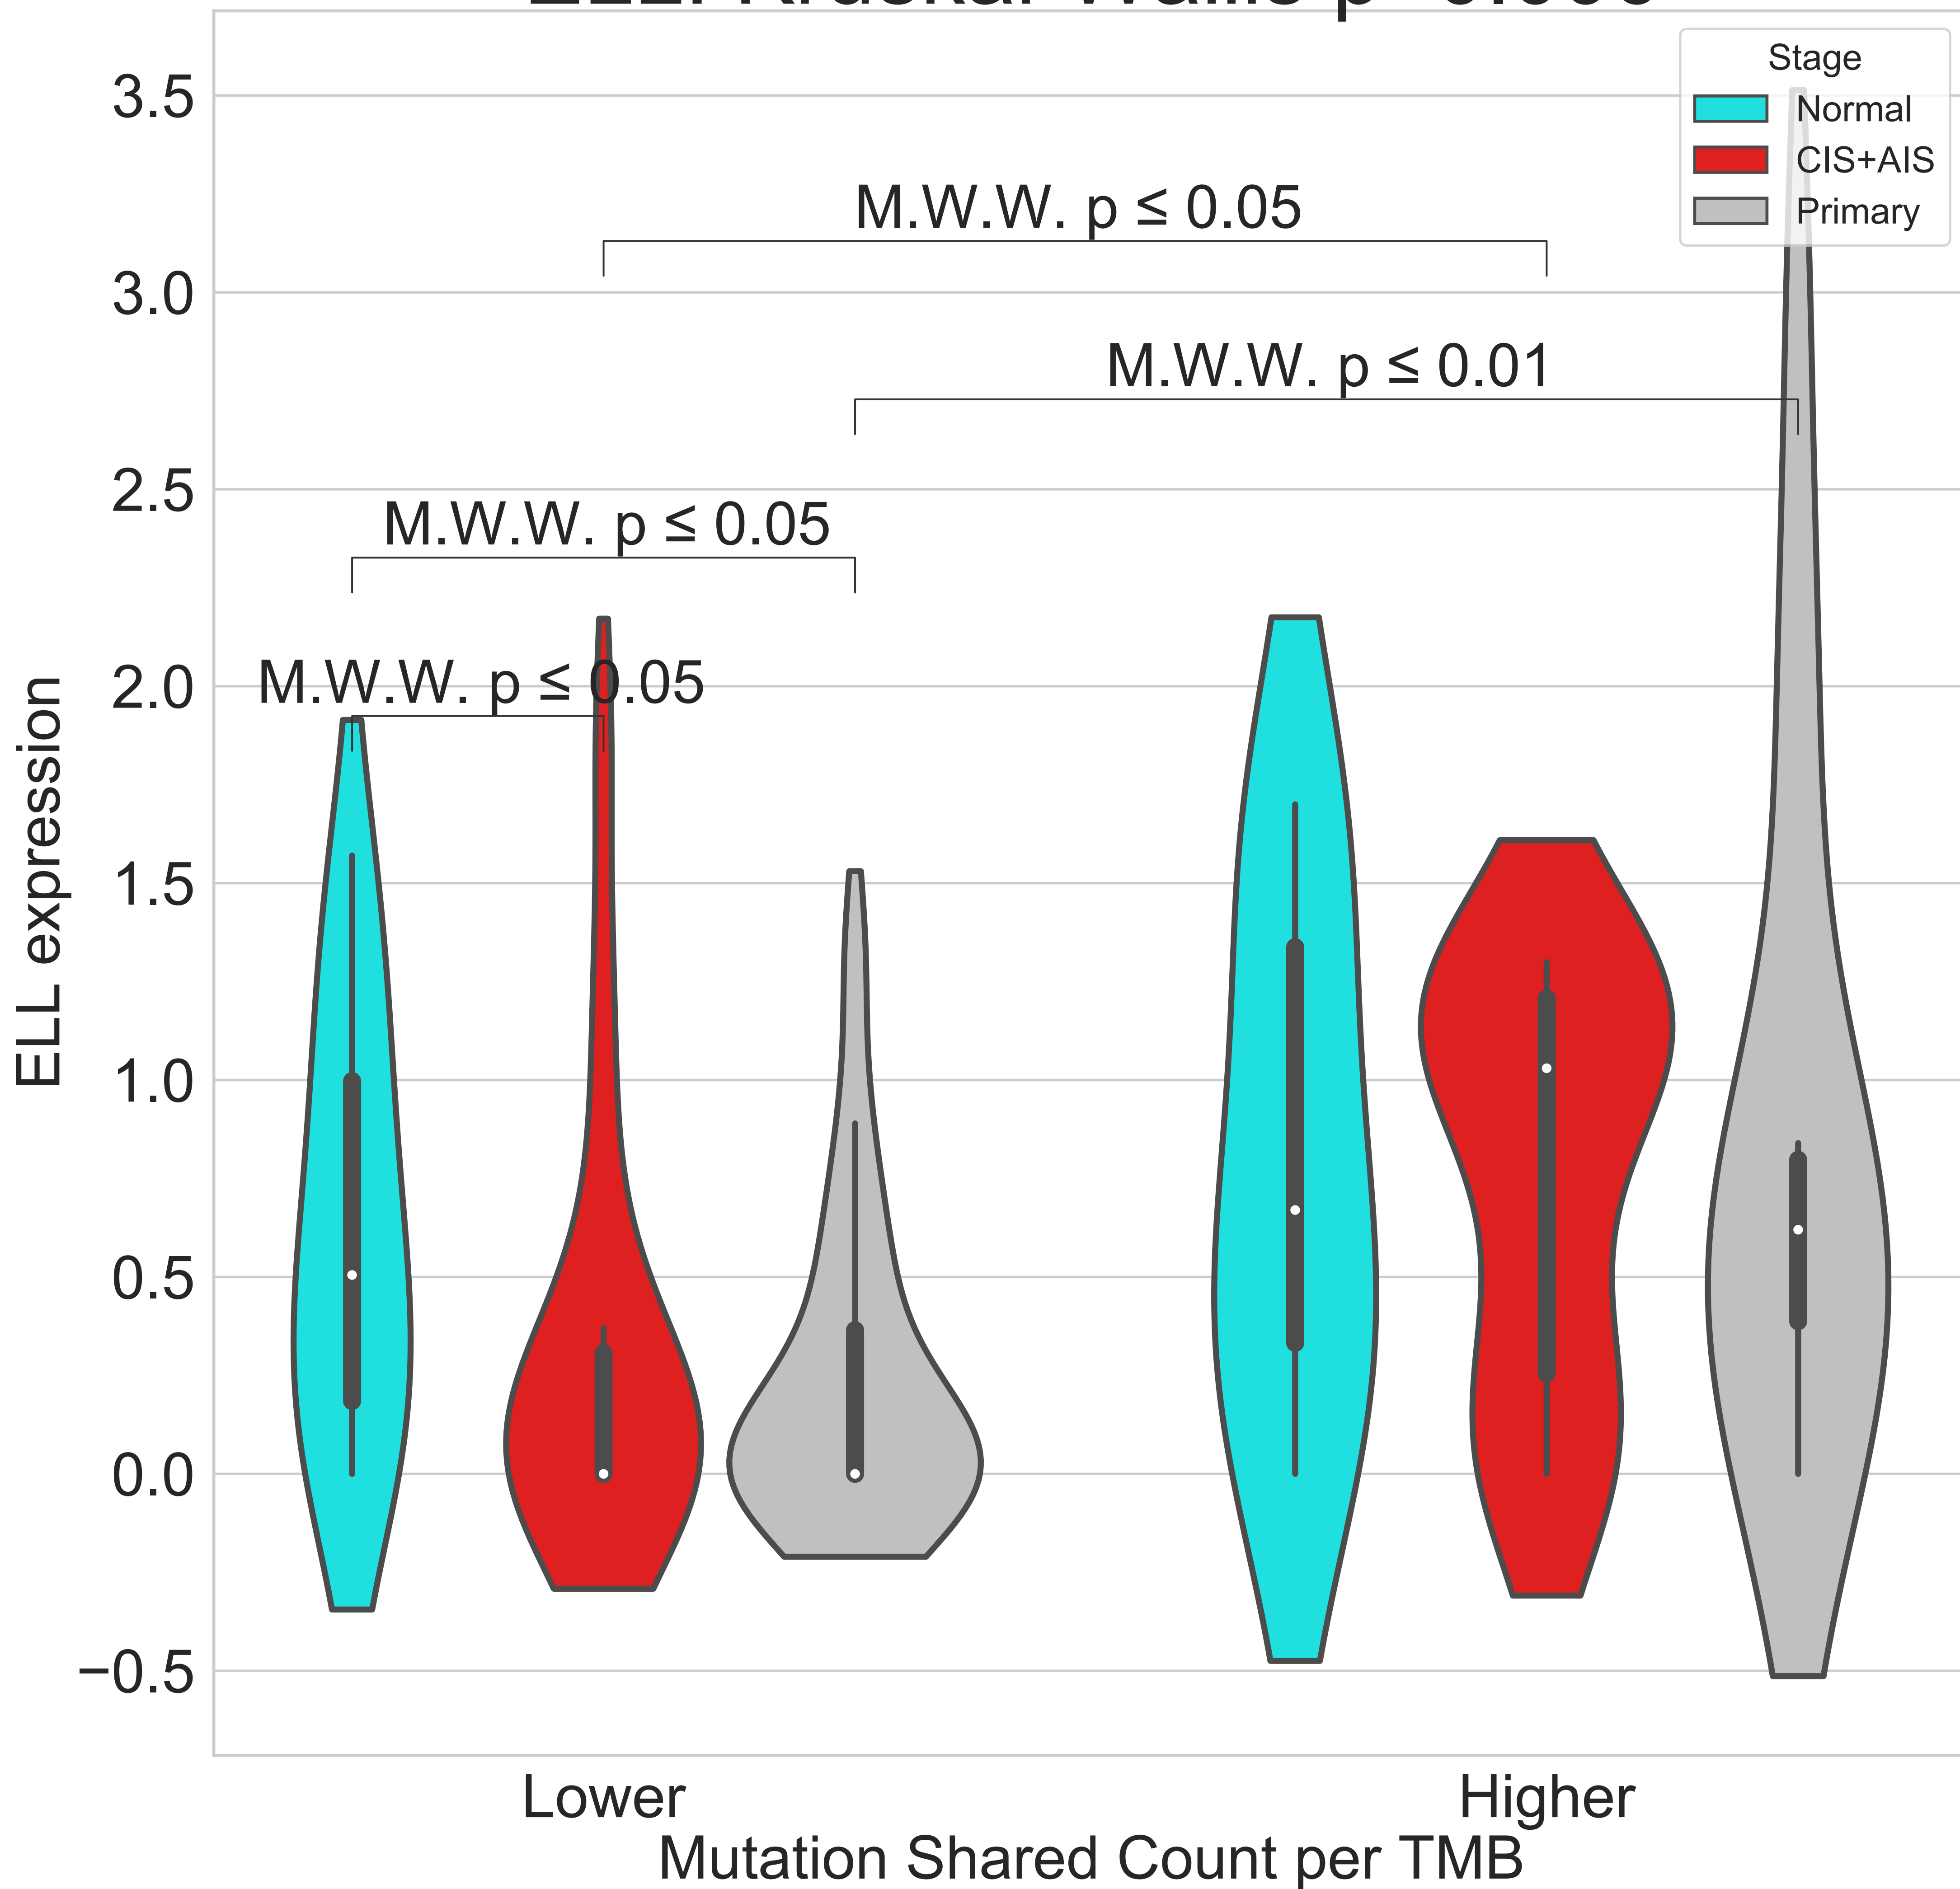 Stage
Normal
CIS+AIS
Primary
3.5
3.0
2.5
2.0
1.5
1.0
0.5
0.0
−0.5
ELL expression
M.W.W. p ≤ 0.05
M.W.W. p ≤ 0.01
M.W.W. p ≤ 0.05
M.W.W. p ≤ 0.05
Lower
Higher
Mutation Shared Count per TMB